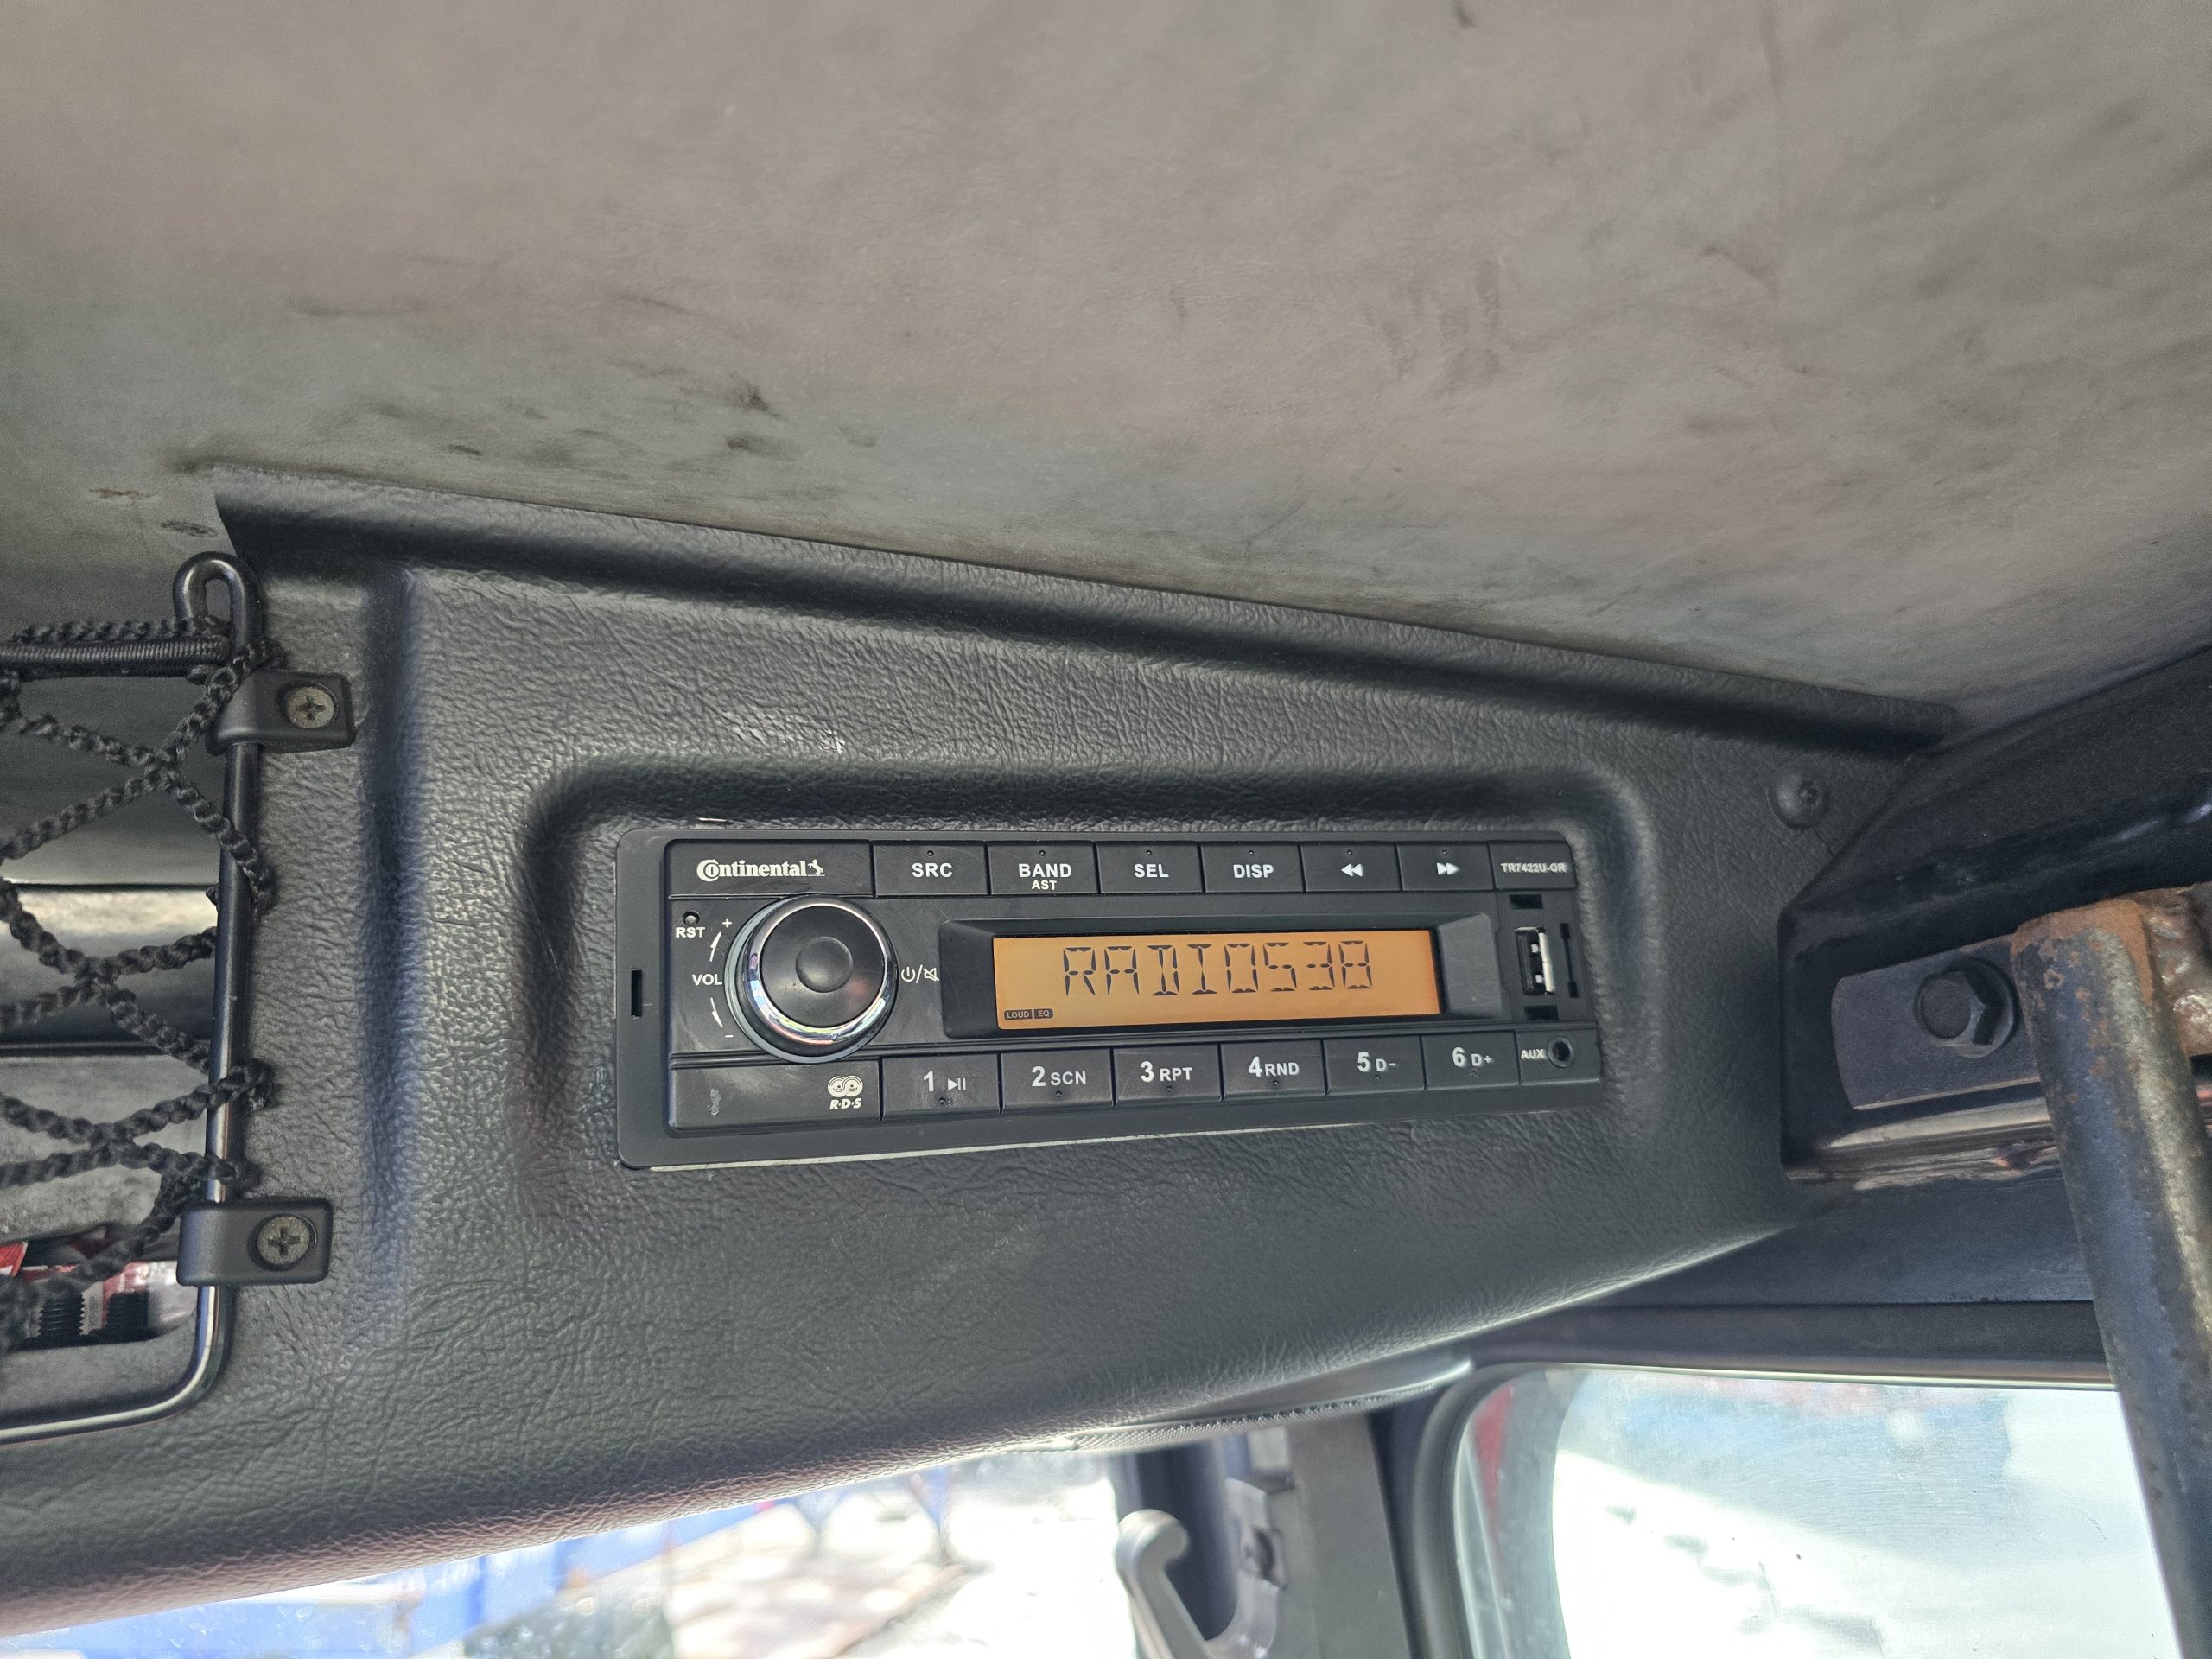 Continental
SRC
BAND
AST
SEL
DISP
TR7422U-OR
RST
+
VOL
-
RADIO538
LOUD EQ
R·D·S
1
2 SCN
3 RPT
4 RND
5 D-
6 D+
AUX